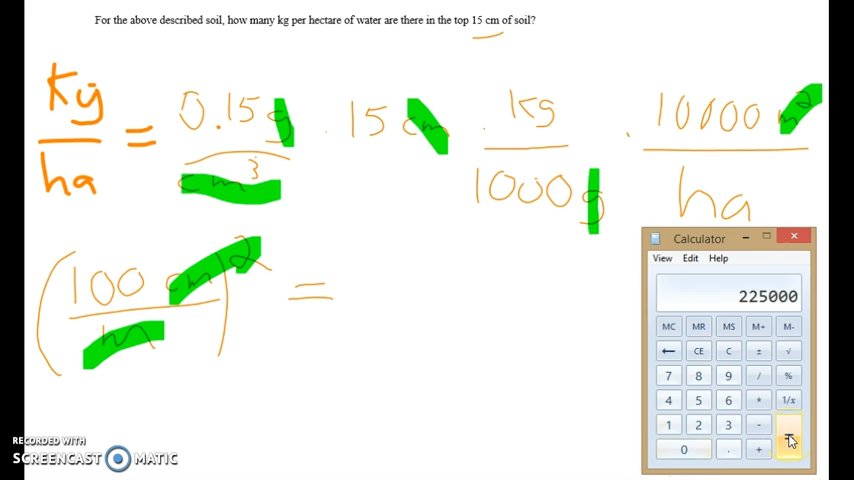 For the above described soil, how many kg per hectare of water are there in the top 15 cm of soil?
kg/ha = 0.15 g/cm³ · 15 cm · kg/1000g · 10000 m²/ha
(100 cm/m)² =
Calculator
View Edit Help
225000
MC MR MS M+ M-
← CE C ± √
7 8 9 / %
4 5 6 * 1/x
1 2 3 - =
0 . +
RECORDED WITH
SCREENCAST MATIC